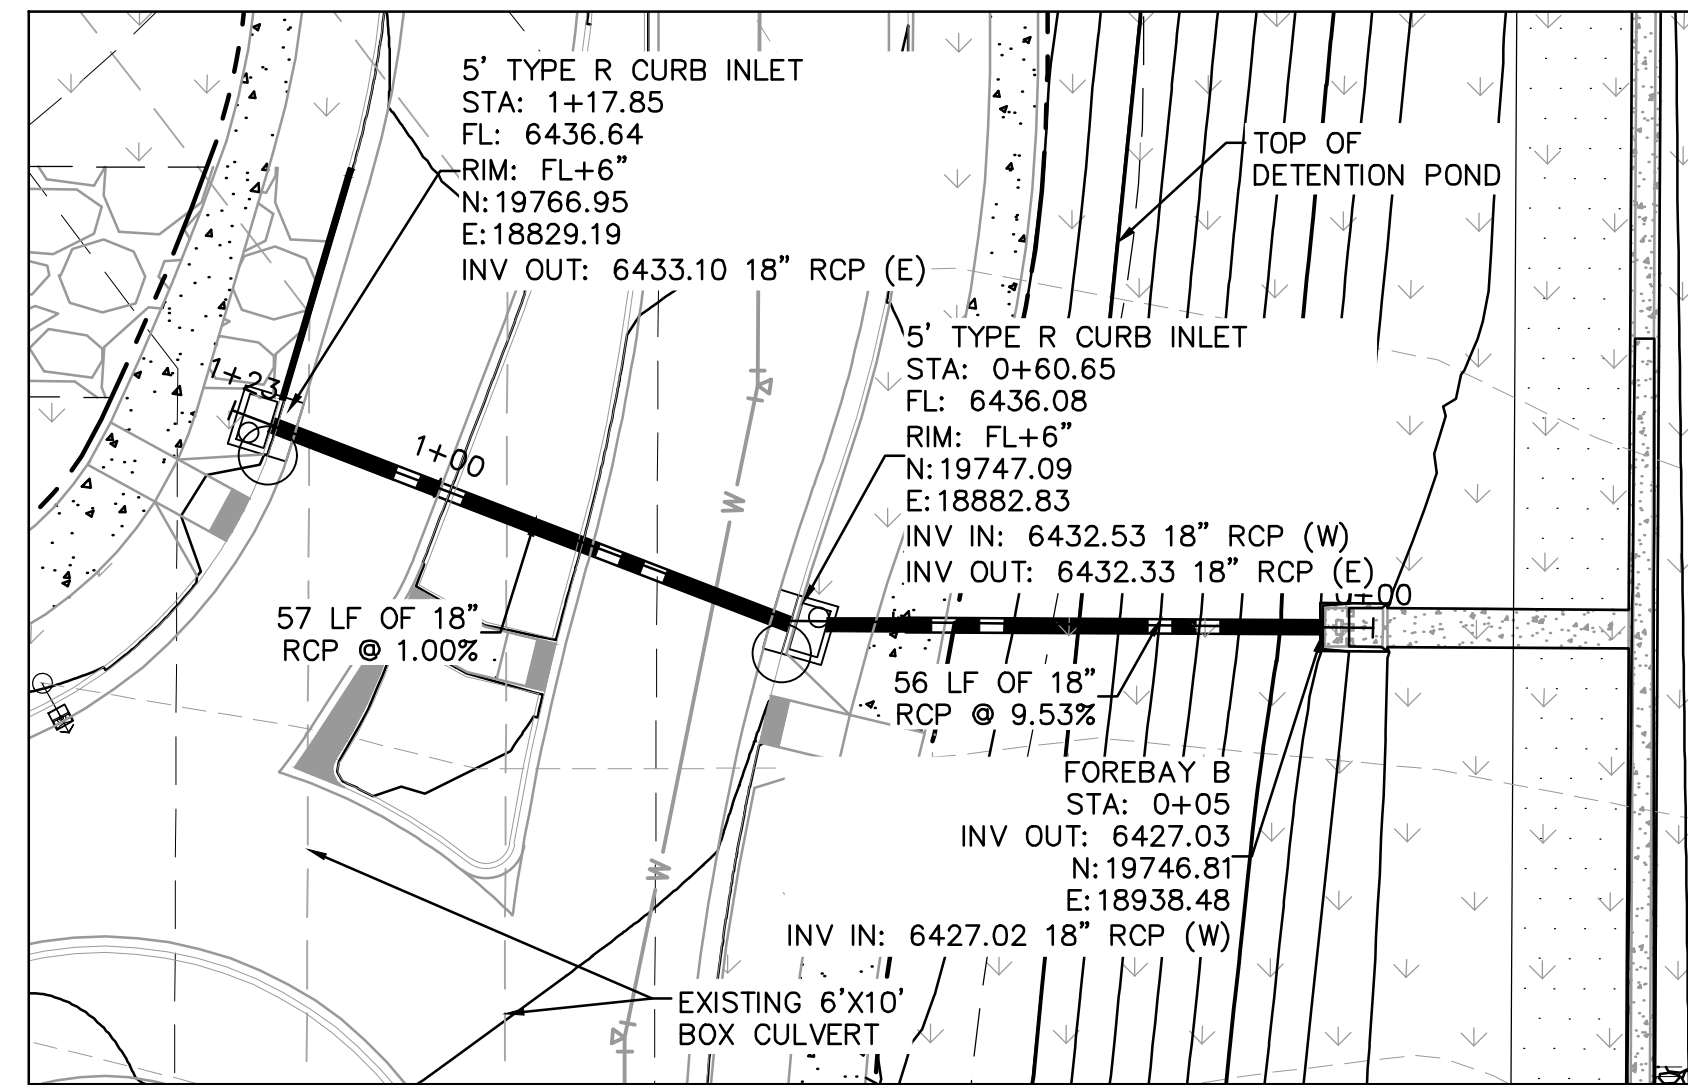 5' TYPE R CURB INLET
STA: 1+17.85
FL: 6436.64
RIM: FL+6"
N:19766.95
E:18829.19
INV OUT: 6433.10 18" RCP (E)
TOP OF
DETENTION POND
5' TYPE R CURB INLET
STA: 0+60.65
FL: 6436.08
RIM: FL+6"
N:19747.09
E:18882.83
INV IN: 6432.53 18" RCP (W)
INV OUT: 6432.33 18" RCP (E)
1+23
1+00
W
0+00
57 LF OF 18"
RCP @ 1.00%
56 LF OF 18"
RCP @ 9.53%
FOREBAY B
STA: 0+05
INV OUT: 6427.03
N:19746.81
E:18938.48
INV IN: 6427.02 18" RCP (W)
W
EXISTING 6'X10'
BOX CULVERT